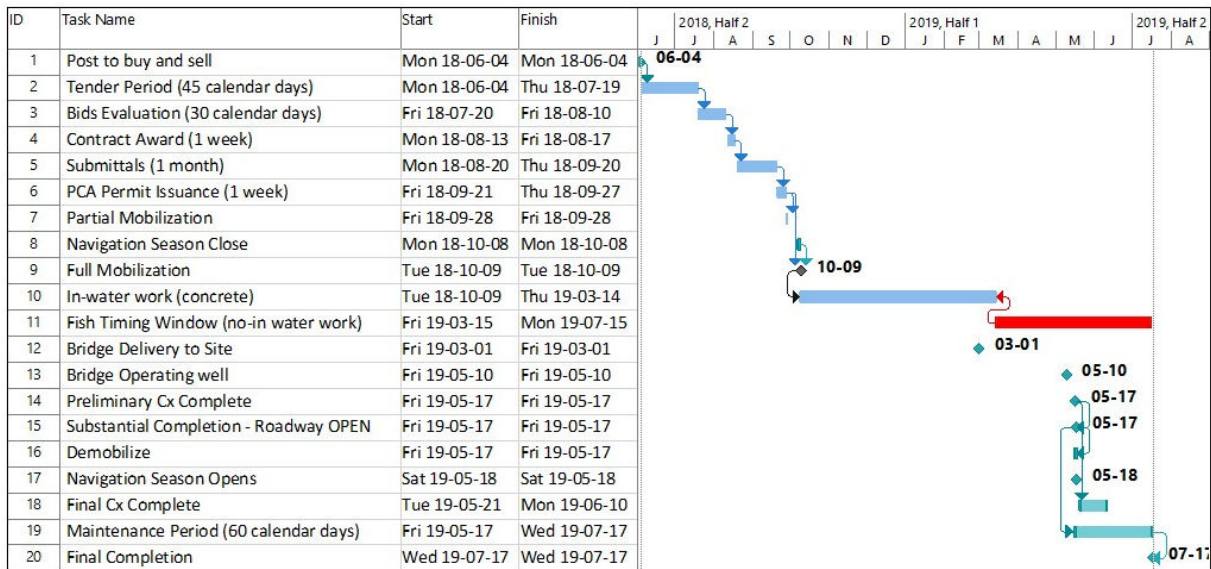 ID Task Name Start Finish 2018, Half 2 2019, Half 1 2019, Half 2
J J A S O N D J F M A M J J A
1 Post to buy and sell Mon 18-06-04 Mon 18-06-04 06-04
2 Tender Period (45 calendar days) Mon 18-06-04 Thu 18-07-19
3 Bids Evaluation (30 calendar days) Fri 18-07-20 Fri 18-08-10
4 Contract Award (1 week) Mon 18-08-13 Fri 18-08-17
5 Submittals (1 month) Mon 18-08-20 Thu 18-09-20
6 PCA Permit Issuance (1 week) Fri 18-09-21 Thu 18-09-27
7 Partial Mobilization Fri 18-09-28 Fri 18-09-28
8 Navigation Season Close Mon 18-10-08 Mon 18-10-08
9 Full Mobilization Tue 18-10-09 Tue 18-10-09 10-09
10 In-water work (concrete) Tue 18-10-09 Thu 19-03-14
11 Fish Timing Window (no-in water work) Fri 19-03-15 Mon 19-07-15
12 Bridge Delivery to Site Fri 19-03-01 Fri 19-03-01 03-01
13 Bridge Operating well Fri 19-05-10 Fri 19-05-10 05-10
14 Preliminary Cx Complete Fri 19-05-17 Fri 19-05-17 05-17
15 Substantial Completion - Roadway OPEN Fri 19-05-17 Fri 19-05-17 05-17
16 Demobilize Fri 19-05-17 Fri 19-05-17
17 Navigation Season Opens Sat 19-05-18 Sat 19-05-18 05-18
18 Final Cx Complete Tue 19-05-21 Mon 19-06-10
19 Maintenance Period (60 calendar days) Fri 19-05-17 Wed 19-07-17
20 Final Completion Wed 19-07-17 Wed 19-07-17 07-17